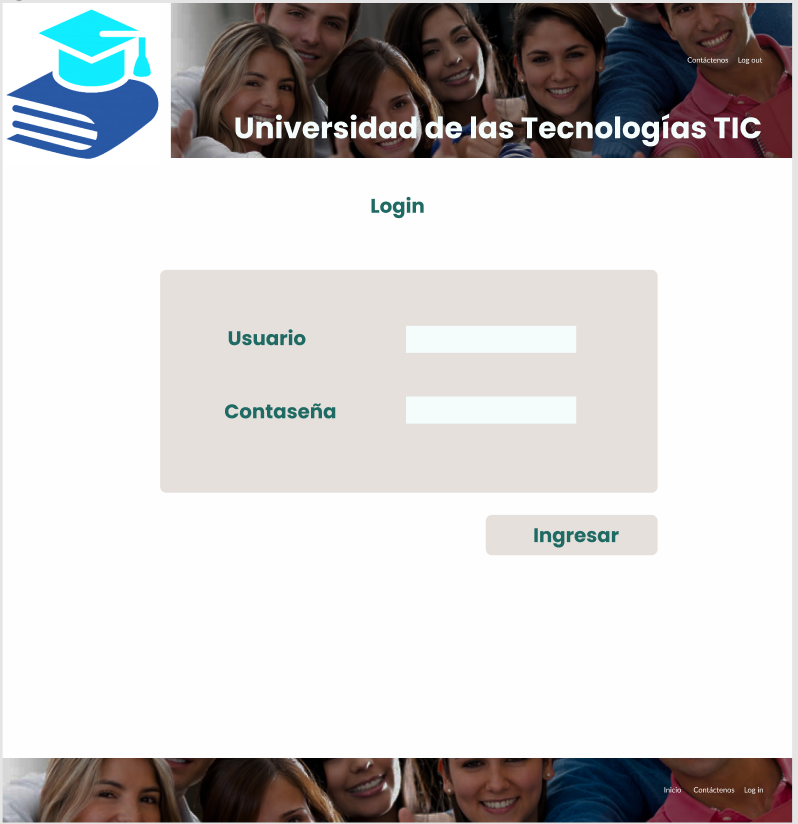 Contáctenos Log out
Universidad de las Tecnologías TIC
Login
Usuario
Contaseña
Ingresar
Inicio Contáctenos Log in